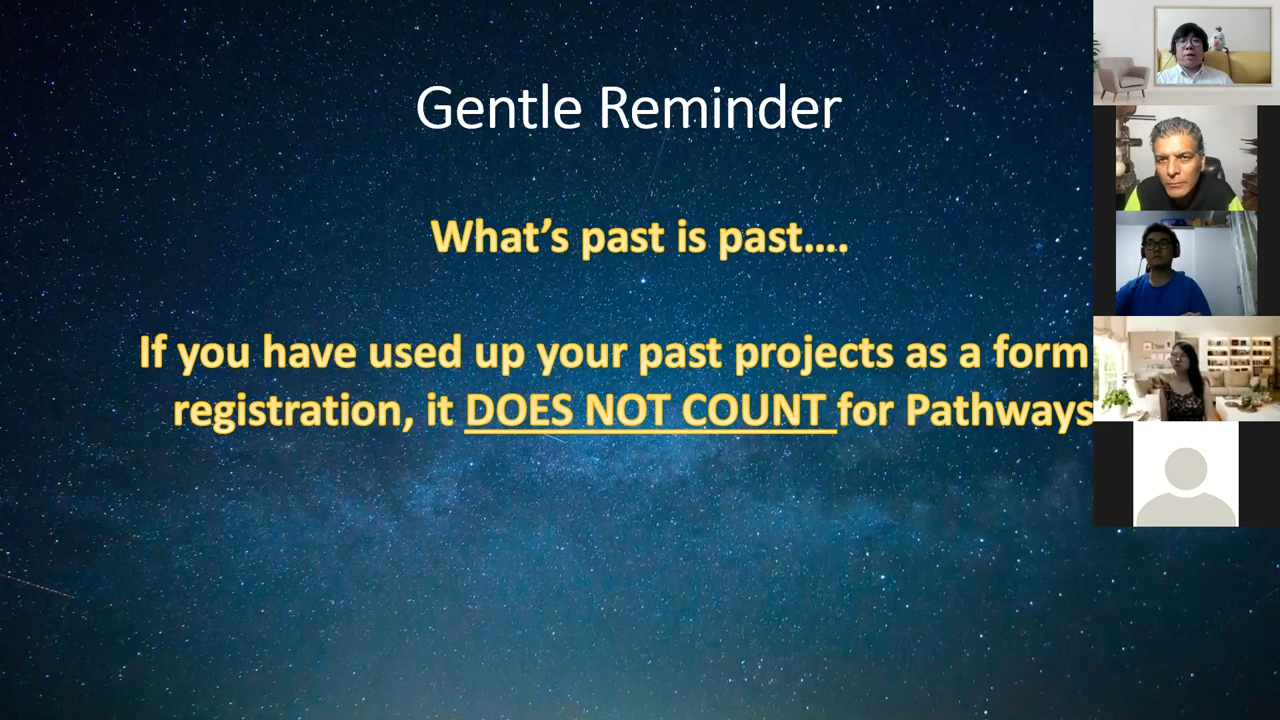 Gentle Reminder
What's past is past....
If you have used up your past projects as a form
registration, it DOES NOT COUNT for Pathways